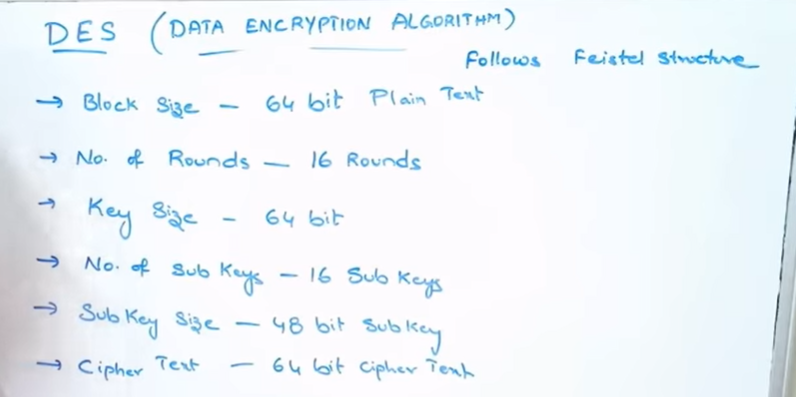 DES (DATA ENCRYPTION ALGORITHM)
Follows Feistel Structure
→ Block Size — 64 bit Plain Text
→ No. of Rounds — 16 Rounds
→ Key Size – 64 bit
→ No. of Sub Keys – 16 Sub Keys
→ Sub Key Size — 48 bit Sub Key
→ Cipher Text — 64 bit Cipher Text